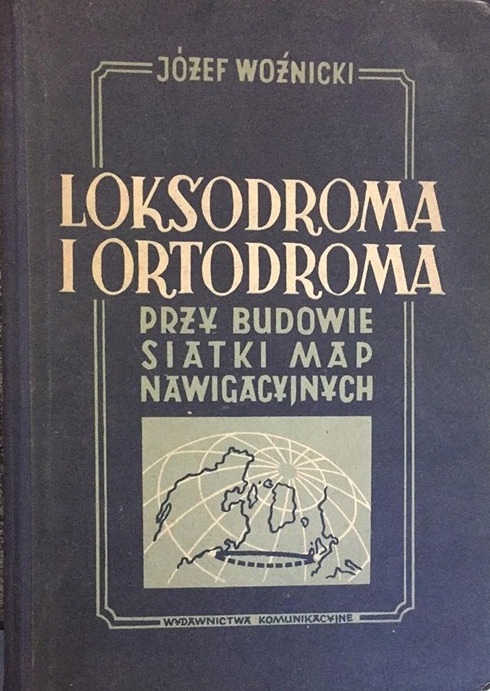 JÓZEF WOŹNICKI
LOKSODROMA
I ORTODROMA
PRZY BUDOWIE
SIATKI MAP
NAWIGACYJNYCH
WYDAWNICTWA KOMUNIKACYJNE